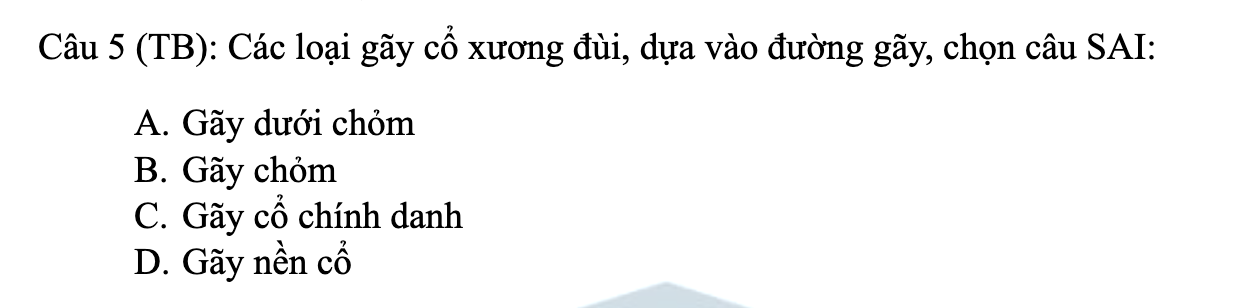 Câu 5 (TB): Các loại gãy cổ xương đùi, dựa vào đường gãy, chọn câu SAI:
A. Gãy dưới chỏm
B. Gãy chỏm
C. Gãy cổ chính danh
D. Gãy nền cổ